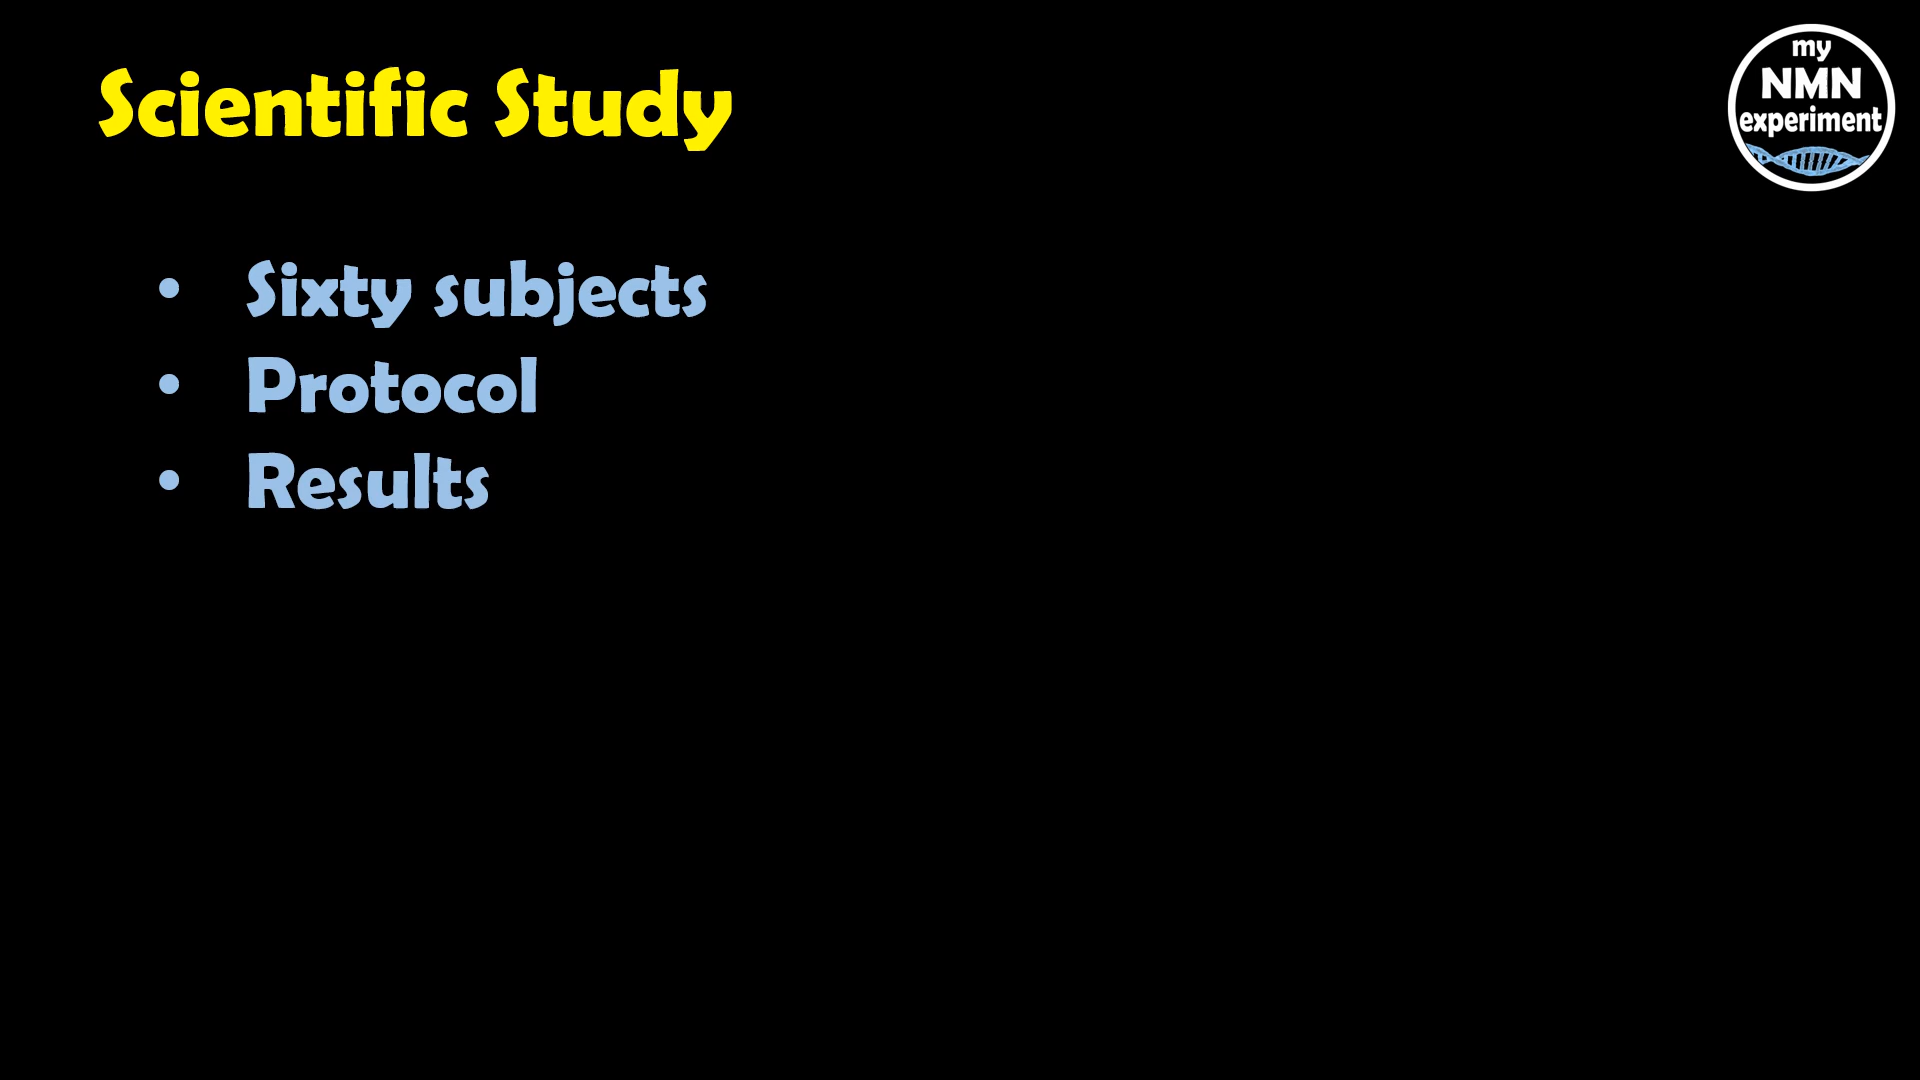 Scientific Study
my
NMN
experiment
• Sixty subjects
• Protocol
• Results